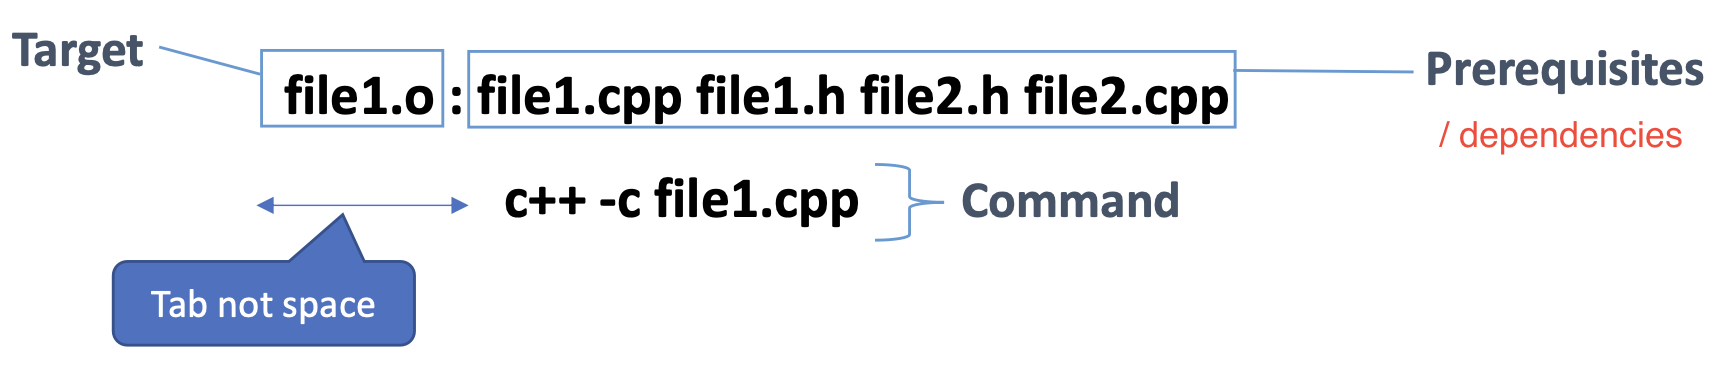 Target
file1.o : file1.cpp file1.h file2.h file2.cpp
Prerequisites
/ dependencies
c++ -c file1.cpp
Command
Tab not space